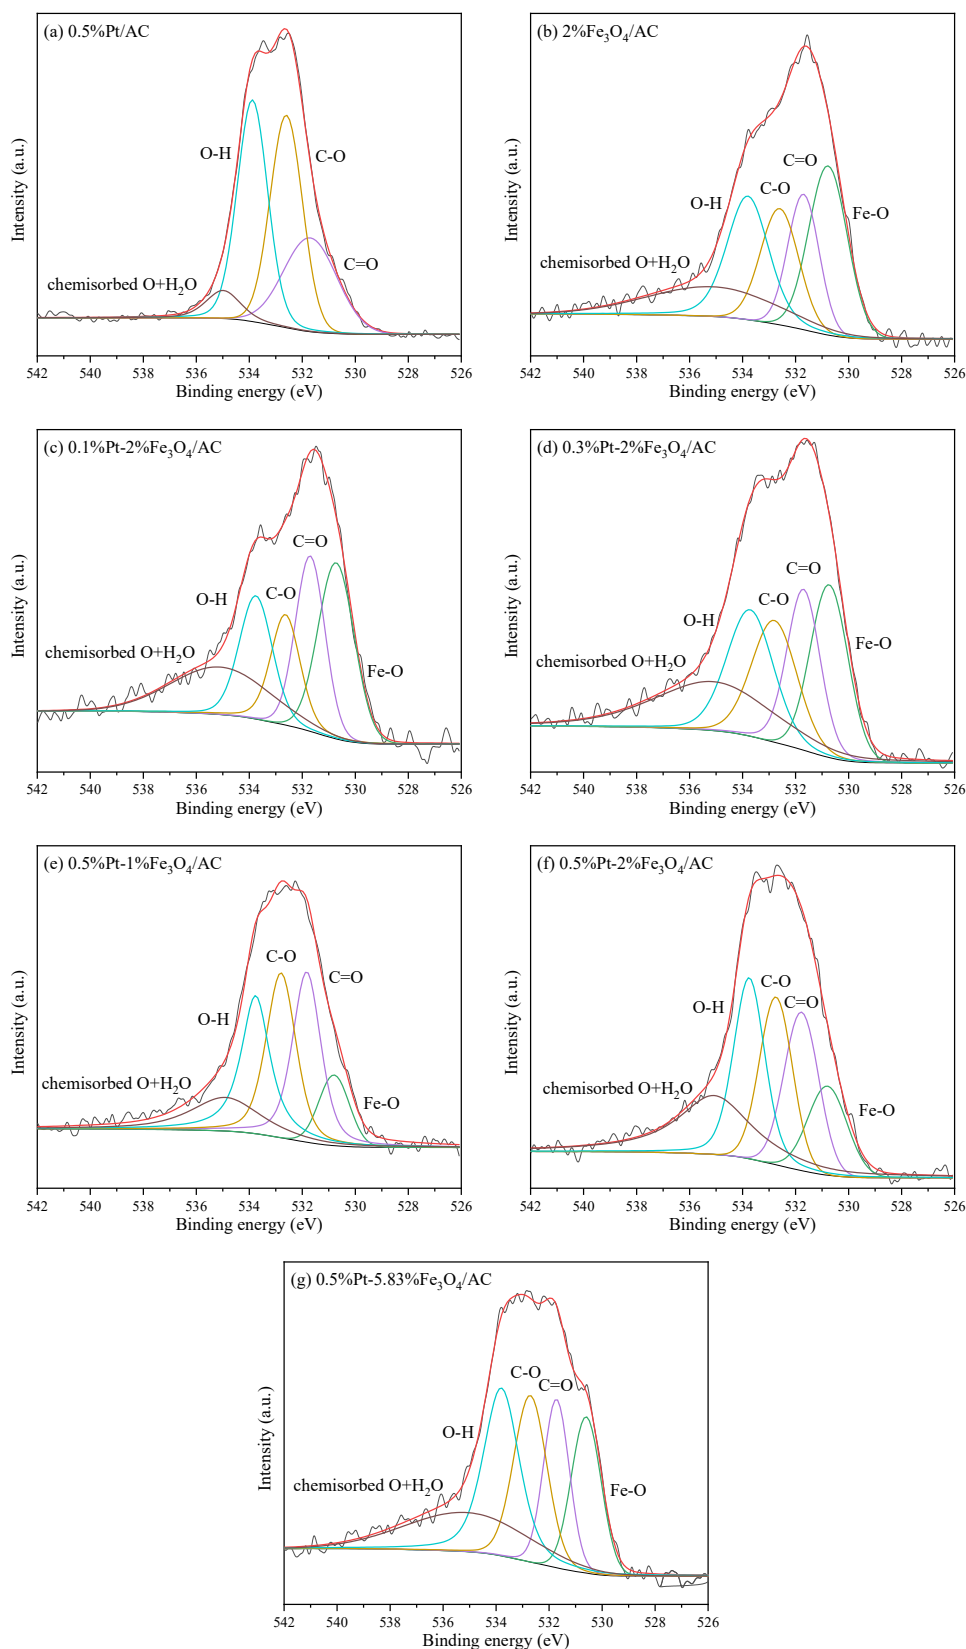 (a) 0.5%Pt/AC
O-H
C-O
C=O
chemisorbed O+H₂O
Intensity (a.u.)
542 540 538 536 534 532 530 528 526
Binding energy (eV)
(b) 2%Fe₃O₄/AC
C=O
C-O
O-H
Fe-O
chemisorbed O+H₂O
Intensity (a.u.)
542 540 538 536 534 532 530 528 526
Binding energy (eV)
(c) 0.1%Pt-2%Fe₃O₄/AC
C=O
C-O
O-H
chemisorbed O+H₂O
Fe-O
Intensity (a.u.)
542 540 538 536 534 532 530 528 526
Binding energy (eV)
(d) 0.3%Pt-2%Fe₃O₄/AC
C=O
C-O
O-H
Fe-O
chemisorbed O+H₂O
Intensity (a.u.)
542 540 538 536 534 532 530 528 526
Binding energy (eV)
(e) 0.5%Pt-1%Fe₃O₄/AC
C-O
C=O
O-H
chemisorbed O+H₂O
Fe-O
Intensity (a.u.)
542 540 538 536 534 532 530 528 526
Binding energy (eV)
(f) 0.5%Pt-2%Fe₃O₄/AC
C-O
O-H
C=O
chemisorbed O+H₂O
Fe-O
Intensity (a.u.)
542 540 538 536 534 532 530 528 526
Binding energy (eV)
(g) 0.5%Pt-5.83%Fe₃O₄/AC
C-O
C=O
O-H
chemisorbed O+H₂O
Fe-O
Intensity (a.u.)
542 540 538 536 534 532 530 528 526
Binding energy (eV)